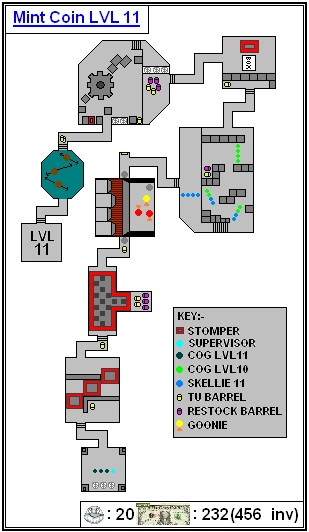 Mint Coin LVL 11
BOX
LVL
11
KEY:-
STOMPER
SUPERVISOR
COG LVL11
COG LVL10
SKELLIE 11
TU BARREL
RESTOCK BARREL
GOONIE
: 20 : 232(456 inv)